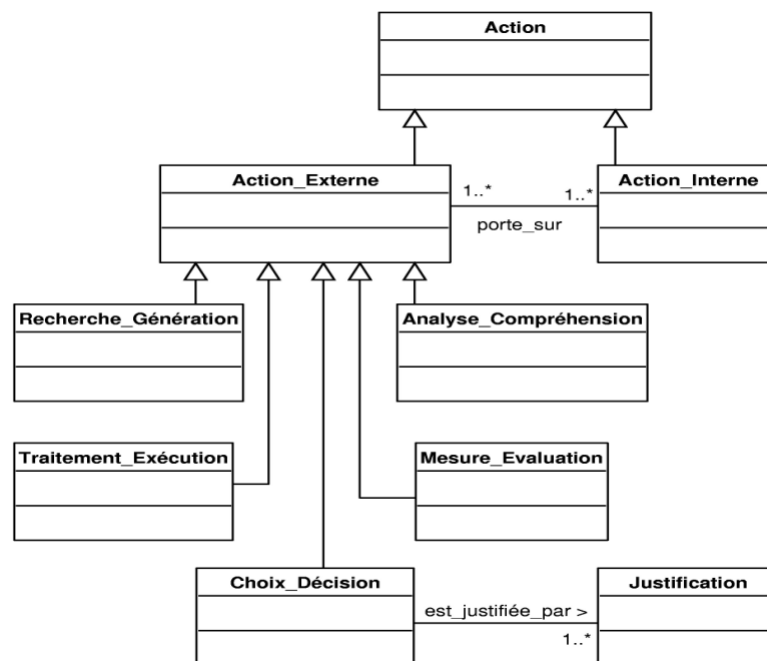 Action
Action_Externe
1..*
1..*
Action_Interne
porte_sur
Recherche_Génération
Analyse_Compréhension
Traitement_Exécution
Mesure_Evaluation
Choix_Décision
est_justifiée_par >
1..*
Justification